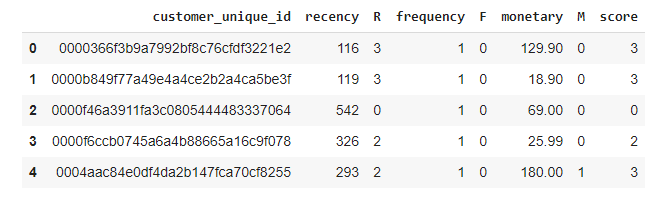 customer_unique_id recency R frequency F monetary M score
0 0000366f3b9a7992bf8c76cfdf3221e2 116 3 1 0 129.90 0 3
1 0000b849f77a49e4a4ce2b2a4ca5be3f 119 3 1 0 18.90 0 3
2 0000f46a3911fa3c0805444483337064 542 0 1 0 69.00 0 0
3 0000f6ccb0745a6a4b88665a16c9f078 326 2 1 0 25.99 0 2
4 0004aac84e0df4da2b147fca70cf8255 293 2 1 0 180.00 1 3